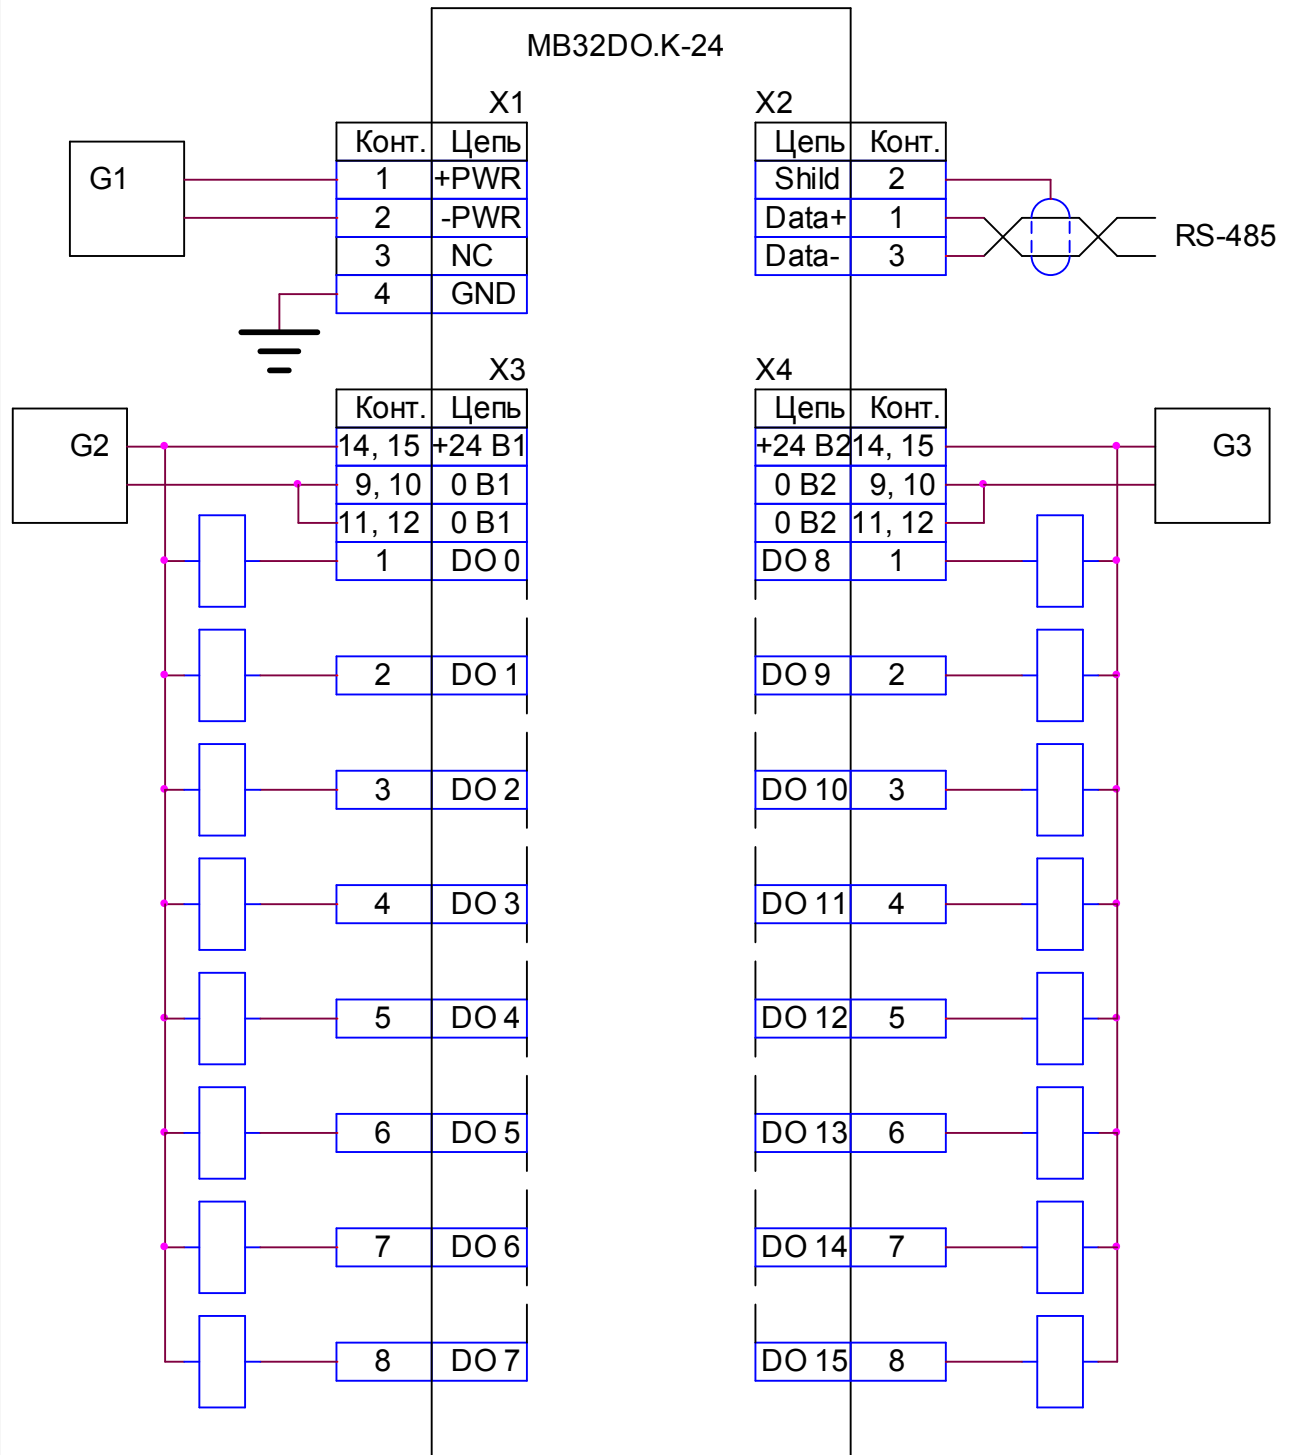 MB32DO.K-24
X1
Конт. Цепь
1 +PWR
2 -PWR
3 NC
4 GND
G1
X2
Цепь Конт.
Shild 2
Data+ 1
Data- 3
RS-485
X3
Конт. Цепь
14, 15 +24 В1
9, 10 0 В1
11, 12 0 В1
1 DO 0
2 DO 1
3 DO 2
4 DO 3
5 DO 4
6 DO 5
7 DO 6
8 DO 7
G2
X4
Цепь Конт.
+24 В2 14, 15
0 В2 9, 10
0 В2 11, 12
DO 8 1
DO 9 2
DO 10 3
DO 11 4
DO 12 5
DO 13 6
DO 14 7
DO 15 8
G3